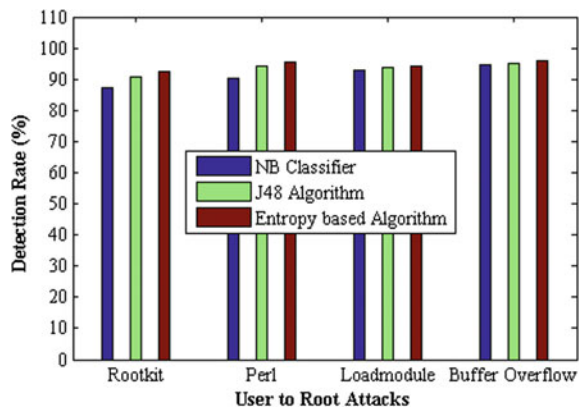 110
100
90
80
70
60
50
40
30
20
10
0
Detection Rate (%)
NB Classifier
J48 Algorithm
Entropy based Algorithm
Rootkit Perl Loadmodule Buffer Overflow
User to Root Attacks